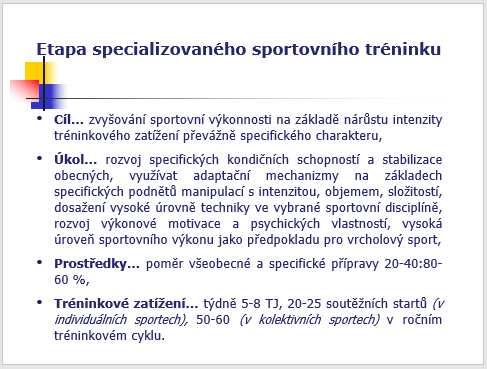 Etapa specializovaného sportovního tréninku
• Cíl... zvyšování sportovní výkonnosti na základě nárůstu intenzity
tréninkového zatížení převážně specifického charakteru,
• Úkol... rozvoj specifických kondičních schopností a stabilizace
obecných, využívat adaptační mechanizmy na základech
specifických podnětů manipulací s intenzitou, objemem, složitostí,
dosažení vysoké úrovně techniky ve vybrané sportovní disciplíně,
rozvoj výkonové motivace a psychických vlastností, vysoká
úroveň sportovního výkonu jako předpokladu pro vrcholový sport,
• Prostředky... poměr všeobecné a specifické přípravy 20-40:80-
60 %,
• Tréninkové zatížení... týdně 5-8 TJ, 20-25 soutěžních startů (v
individuálních sportech), 50-60 (v kolektivních sportech) v ročním
tréninkovém cyklu.